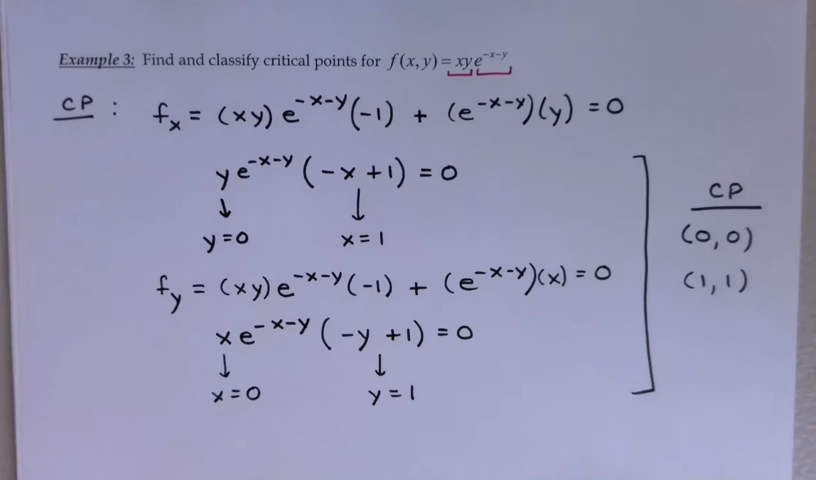 Example 3: Find and classify critical points for f(x, y) = xye^{-x-y}
CP : f_x = (xy) e^{-x-y}(-1) + (e^{-x-y})(y) = 0
ye^{-x-y} (-x +1) = 0
↓ ↓
y=0 x=1
f_y = (xy)e^{-x-y}(-1) + (e^{-x-y})(x) = 0
xe^{-x-y} (-y +1) = 0
↓ ↓
x=0 y=1
CP
(0,0)
(1,1)